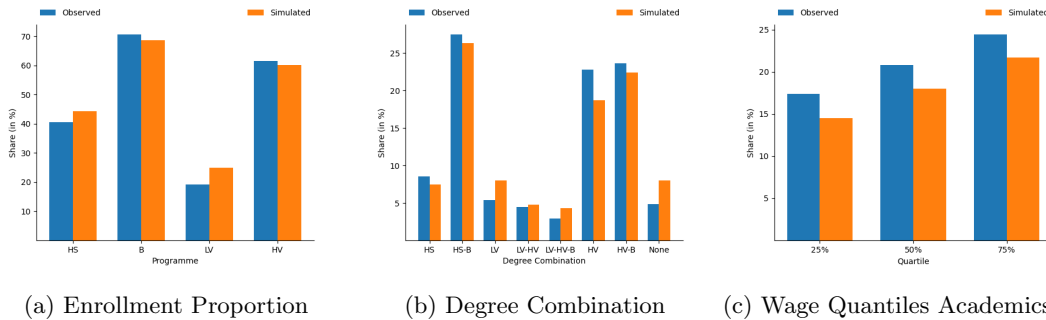 Observed Simulated
70
60
50
40
30
20
10
Share (in %)
HS B LV HV
Programme
(a) Enrollment Proportion
Observed Simulated
25
20
15
10
5
Share (in %)
HS HS-B LV LV-HV LV-HV-B HV HV-B None
Degree Combination
(b) Degree Combination
Observed Simulated
25
20
15
10
5
Share (in %)
25% 50% 75%
Quartile
(c) Wage Quantiles Academics